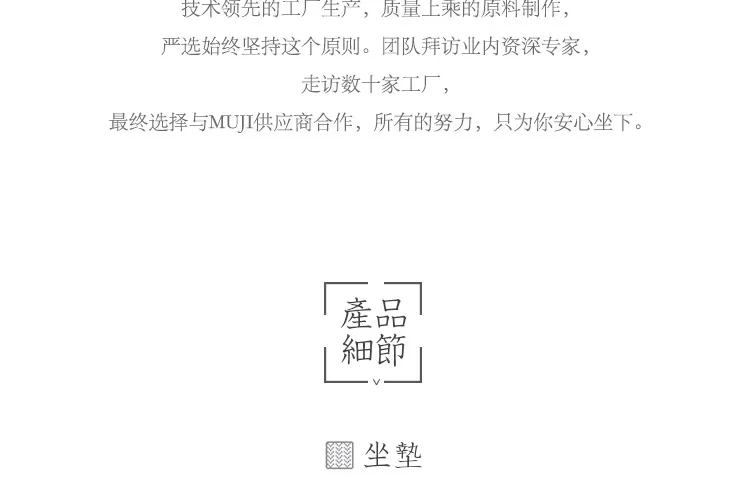 技术领先的工厂生产，质量上乘的原料制作，
严选始终坚持这个原则。团队拜访业内资深专家，
走访数十家工厂，
最终选择与MUJI供应商合作，所有的努力，只为你安心坐下。
產品
細節
坐墊